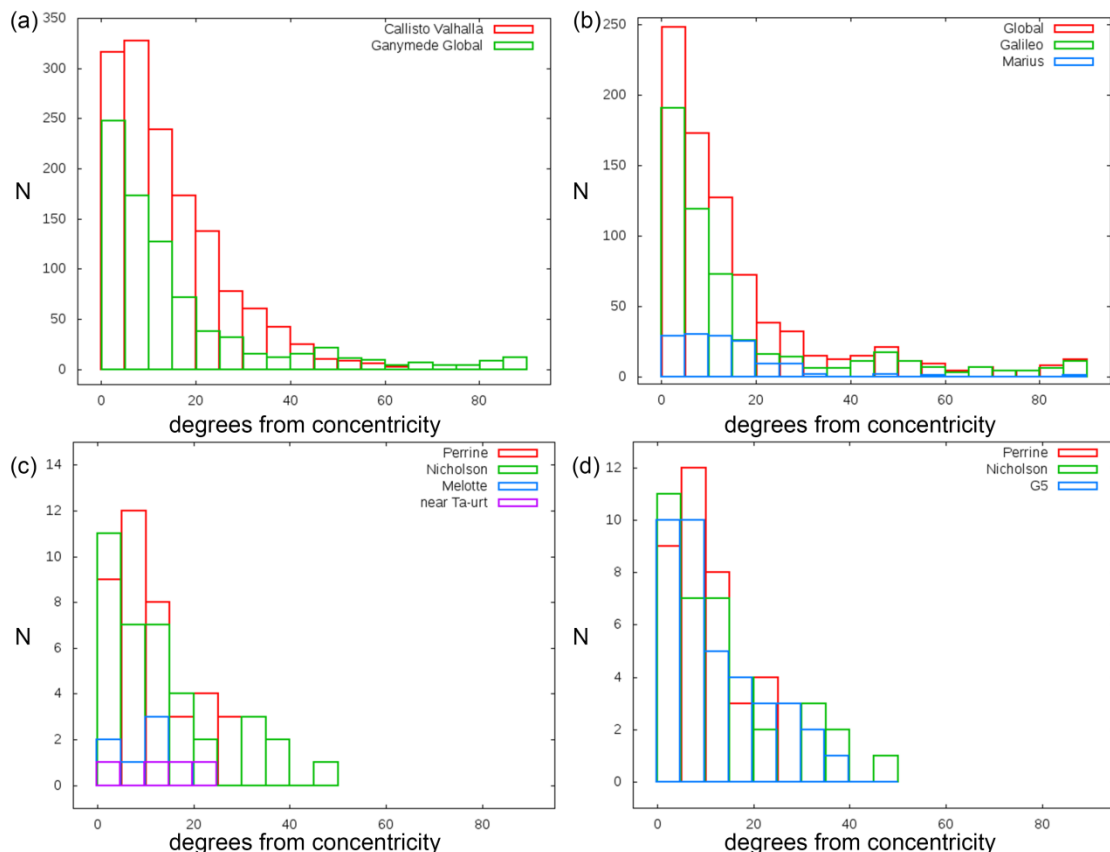 (a)
Callisto Valhalla
Ganymede Global
350
300
250
200
150
100
50
0
N
0 20 40 60 80
degrees from concentricity
(b)
Global
Galileo
Marius
250
200
150
100
50
0
N
0 20 40 60 80
degrees from concentricity
(c)
Perrine
Nicholson
Melotte
near Ta-urt
14
12
10
8
6
4
2
0
N
0 20 40 60 80
degrees from concentricity
(d)
Perrine
Nicholson
G5
12
10
8
6
4
2
0
N
0 20 40 60 80
degrees from concentricity